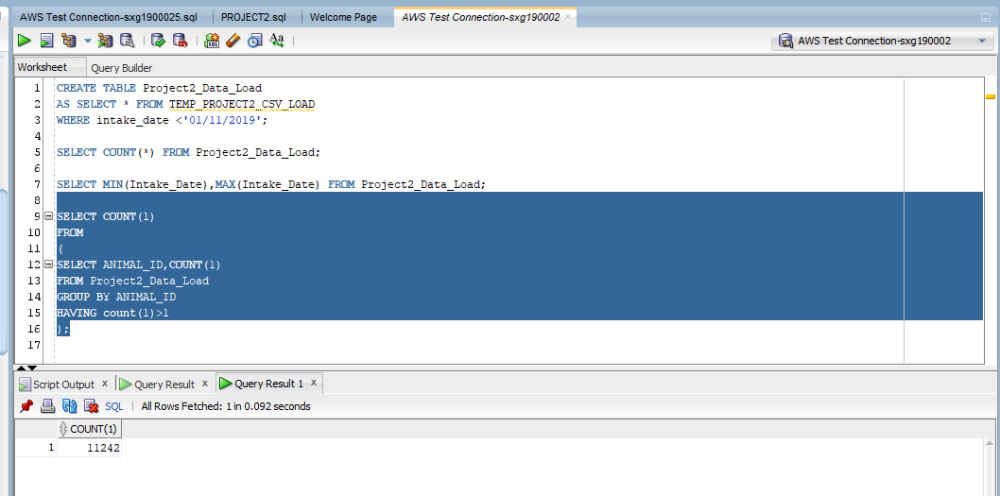 AWS Test Connection-sxg1900025.sql
PROJECT2.sql
Welcome Page
AWS Test Connection-sxg190002
SQL
Aa
AWS Test Connection-sxg190002
Worksheet
Query Builder
1 CREATE TABLE Project2_Data_Load
2 AS SELECT * FROM TEMP_PROJECT2_CSV_LOAD
3 WHERE intake_date <'01/11/2019';
4
5 SELECT COUNT(*) FROM Project2_Data_Load;
6
7 SELECT MIN(Intake_Date),MAX(Intake_Date) FROM Project2_Data_Load;
8
9 SELECT COUNT(1)
10 FROM
11 (
12 SELECT ANIMAL_ID,COUNT(1)
13 FROM Project2_Data_Load
14 GROUP BY ANIMAL_ID
15 HAVING count(1)>1
16 );
17
Script Output x
Query Result x
Query Result 1 x
SQL | All Rows Fetched: 1 in 0.092 seconds
COUNT(1)
1 11242